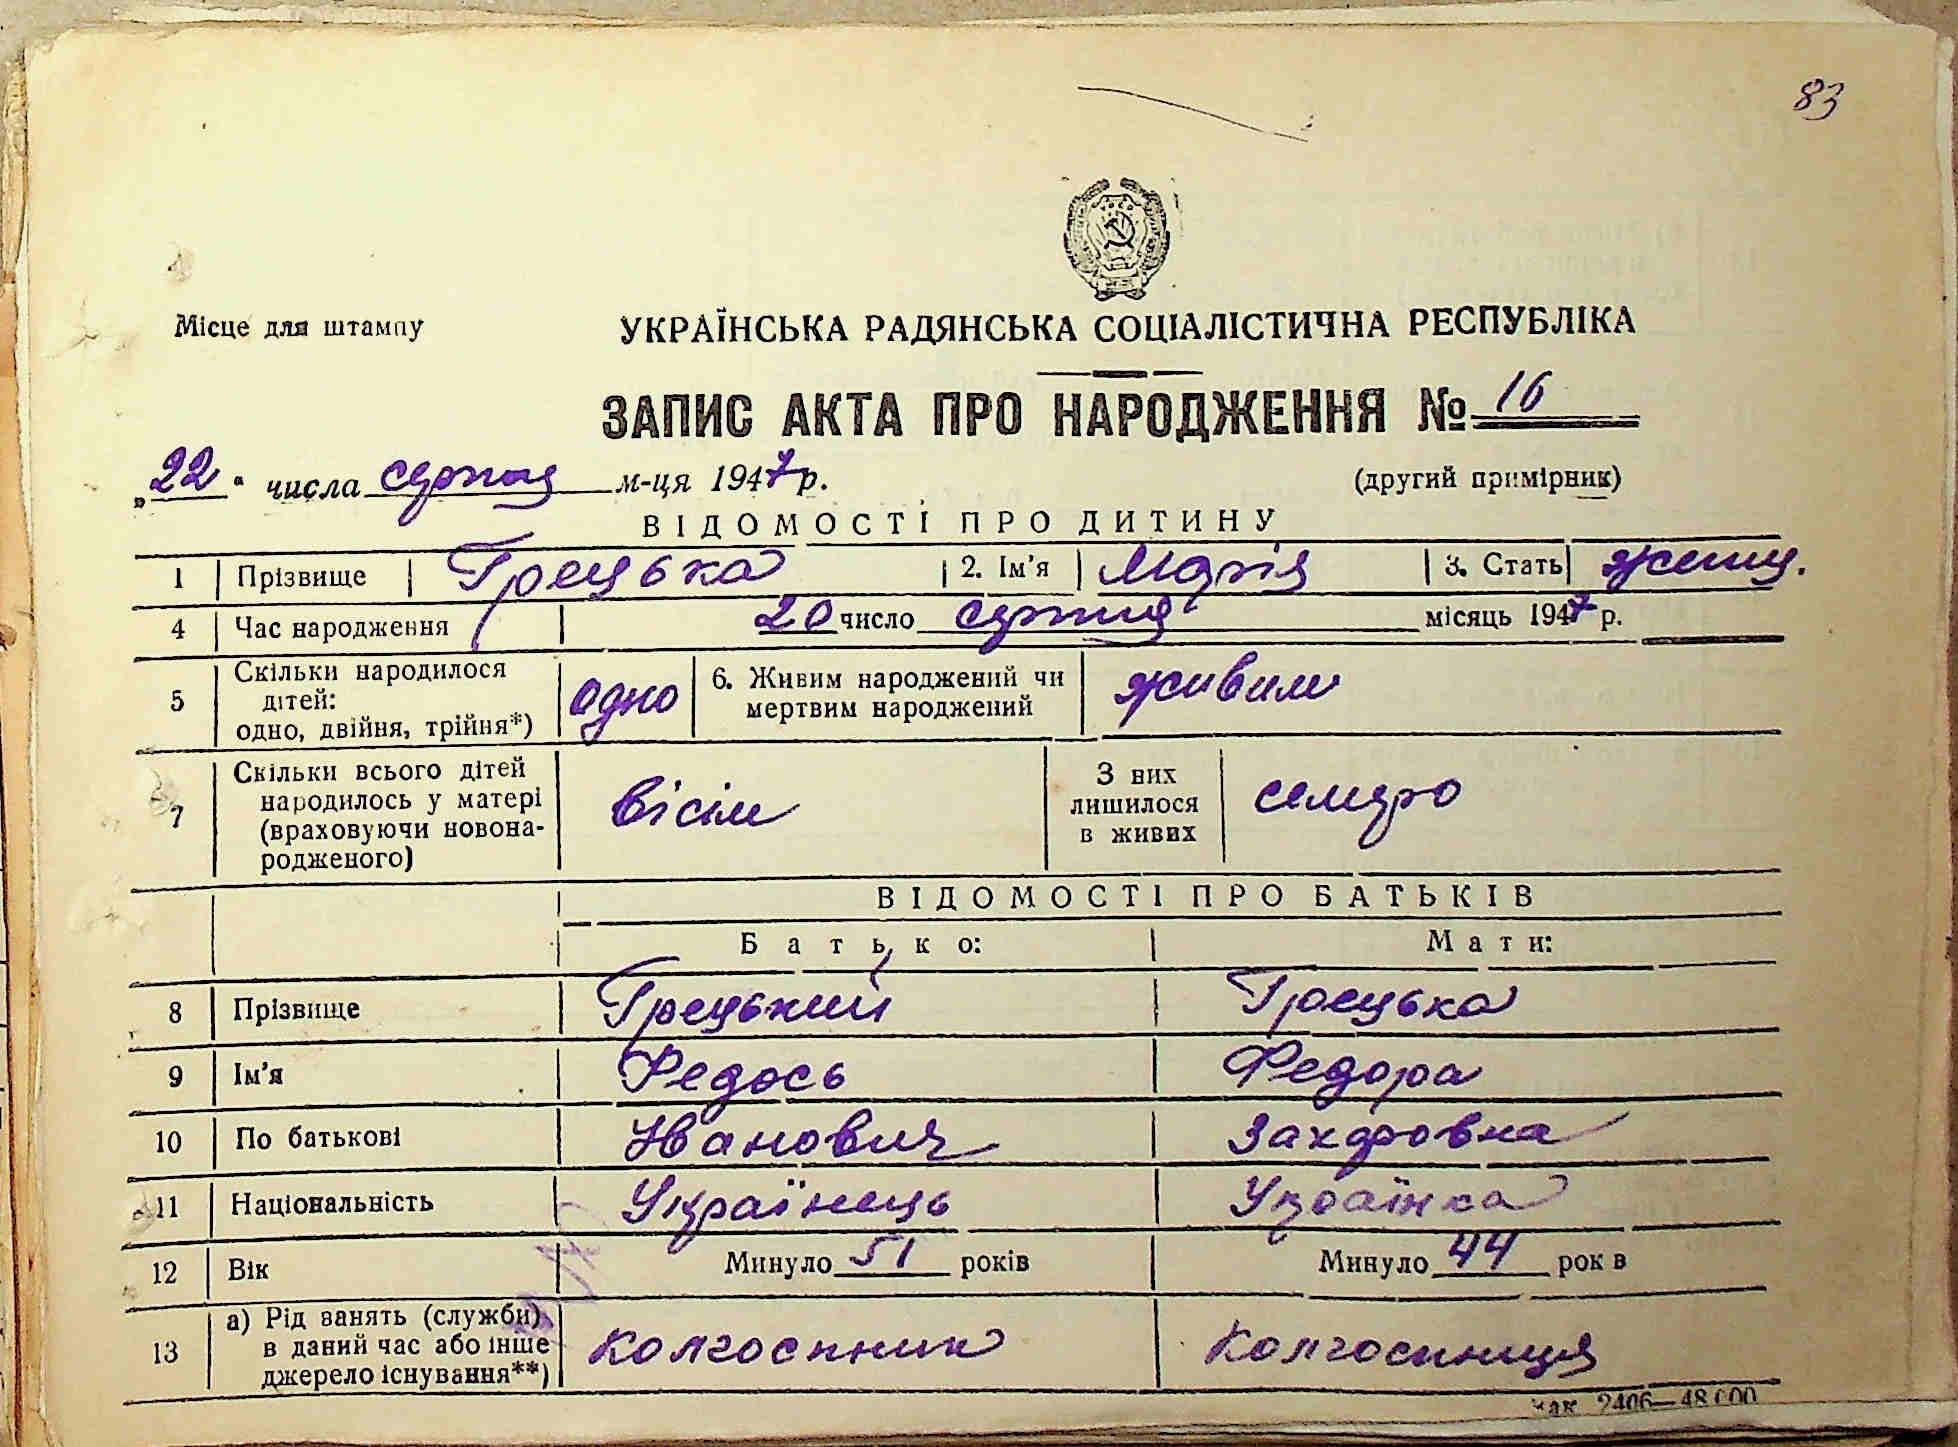 83
Місце для штампу
УКРАЇНСЬКА РАДЯНСЬКА СОЦІАЛІСТИЧНА РЕСПУБЛІКА
ЗАПИС АКТА ПРО НАРОДЖЕННЯ № 16
„22“ числа серпня м-ця 1947 р. (другий примірник)
ВІДОМОСТІ ПРО ДИТИНУ
1 Прізвище Грецька 2. Ім'я Марія 3. Стать жіноч.
4 Час народження 20 число серпня місяць 1947 р.
5 Скільки народилося дітей: одно, двійня, трійня*) одно 6. Живим народжений чи мертвим народжений живим
7 Скільки всього дітей народилось у матері (враховуючи новонародженого) вісім З них лишилося в живих семеро
ВІДОМОСТІ ПРО БАТЬКІВ
Батько: Мати:
8 Прізвище Грецький Грецька
9 Ім'я Федось Федора
10 По батькові Іванович Захаровна
11 Національність Українець Українка
12 Вік Минуло 51 років Минуло 44 рок в
13 а) Рід занять (служби) в даний час або інше джерело існування**) колгоспник колгоспниця
Зак. 2406—48000